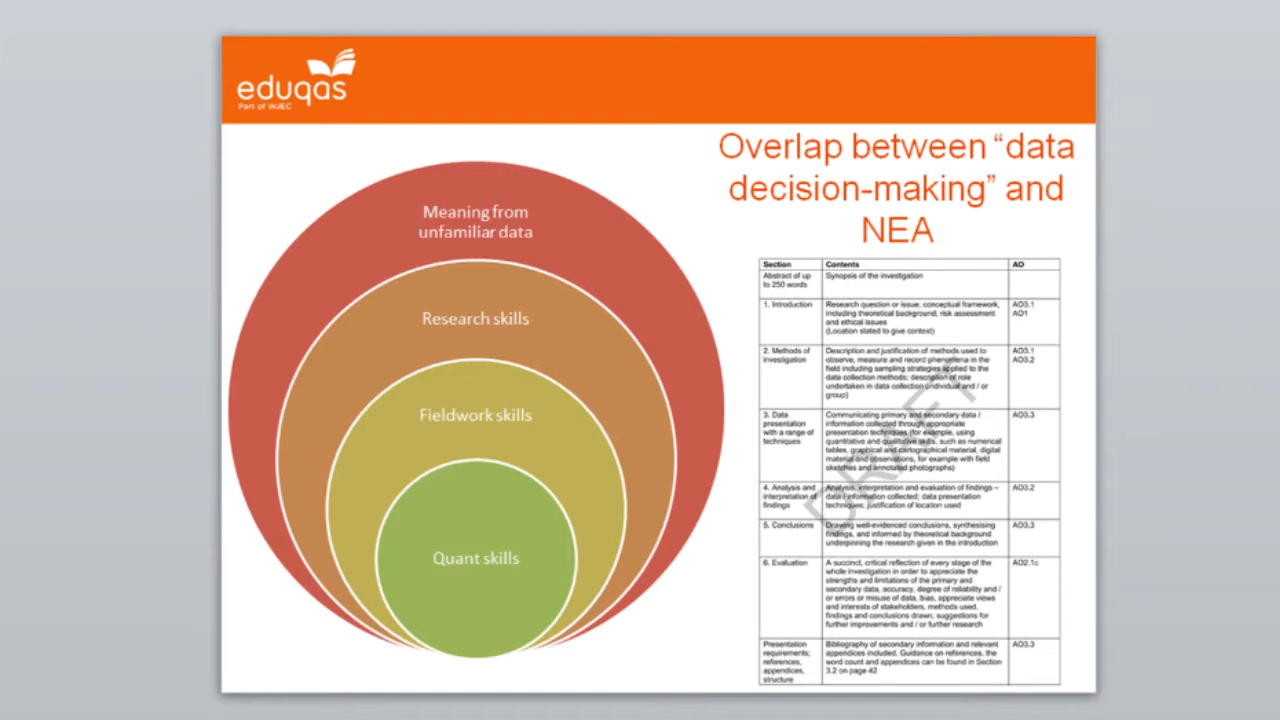 eduqas
Part of WJEC
Overlap between “data
decision-making” and
NEA
Meaning from
unfamiliar data
Research skills
Fieldwork skills
Quant skills
Section Contents AO
Abstract of up
to 250 words
Synopsis of the investigation
1. Introduction
Research question or issue; conceptual framework,
including theoretical background; risk assessment
and ethical issues
(Location stated to give context)
AO3.1
AO1
2. Methods of
investigation
Description and justification of methods used to
observe, measure and record phenomena in the
field including sampling strategies applied to the
data collection methods; description of role
undertaken in data collection (individual and / or
group)
AO3.1
AO3.2
3. Data
presentation
with a range of
techniques
Communicating primary and secondary data /
information collected through appropriate
presentation techniques (for example, using
quantitative and qualitative skills, such as numerical
tables, graphical and cartographical material, digital
material and observations, for example with field
sketches and annotated photographs)
AO3.3
4. Analysis and
interpretation of
findings
Analysis, interpretation and evaluation of findings –
data / information collected; data presentation
techniques; justification of location used
AO3.2
5. Conclusions
Drawing well-evidenced conclusions, synthesising
findings, and informed by theoretical background
underpinning the research given in the introduction
AO3.3
6. Evaluation
A succinct, critical reflection of every stage of the
whole investigation in order to appreciate the
strengths and limitations of the primary and
secondary data, accuracy, degree of reliability and /
or errors or misuse of data, bias, appreciate views
and interests of stakeholders, methods used,
findings and conclusions drawn; suggestions for
further improvements and / or further research
AO2.1c
Presentation
requirements;
references,
appendices,
structure
Bibliography of secondary information and relevant
appendices included. Guidance on references, the
word count and appendices can be found in Section
3.2 on page 42
AO3.3
DRAFT